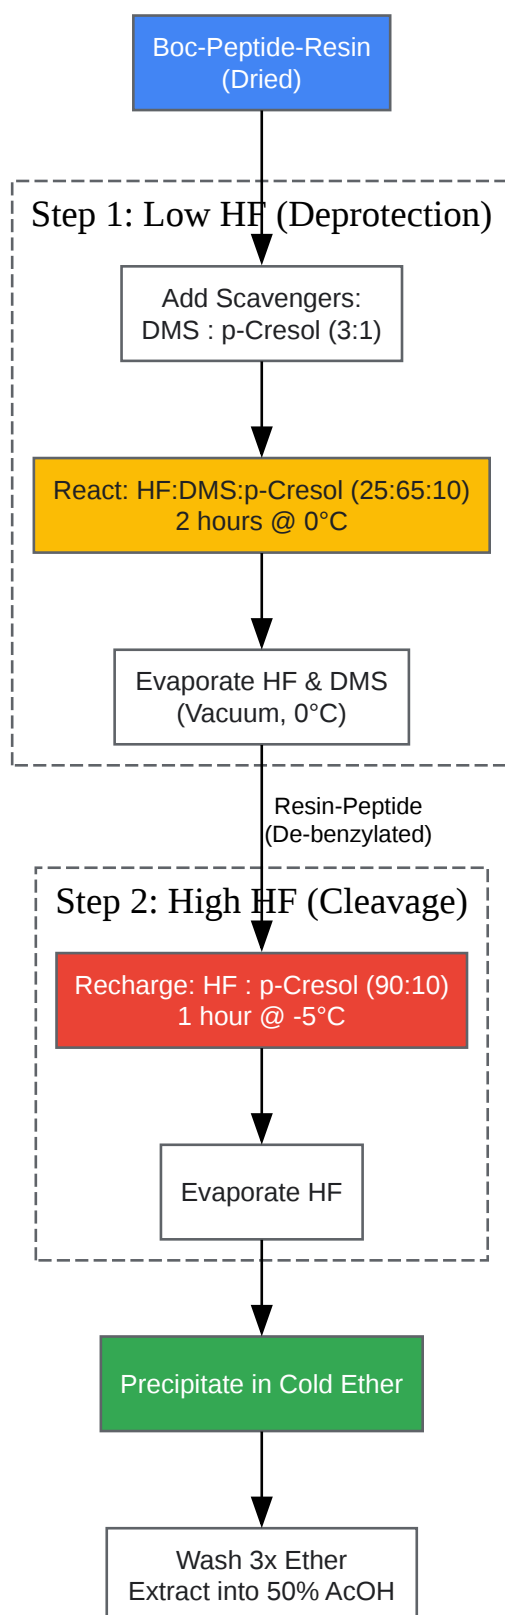 Boc-Peptide-Resin
(Dried)
Step 1: Low HF (Deprotection)
Add Scavengers:
DMS : p-Cresol (3:1)
React: HF:DMS:p-Cresol (25:65:10)
2 hours @ 0°C
Evaporate HF & DMS
(Vacuum, 0°C)
Resin-Peptide
(De-benzylated)
Step 2: High HF (Cleavage)
Recharge: HF : p-Cresol (90:10)
1 hour @ -5°C
Evaporate HF
Precipitate in Cold Ether
Wash 3x Ether
Extract into 50% AcOH